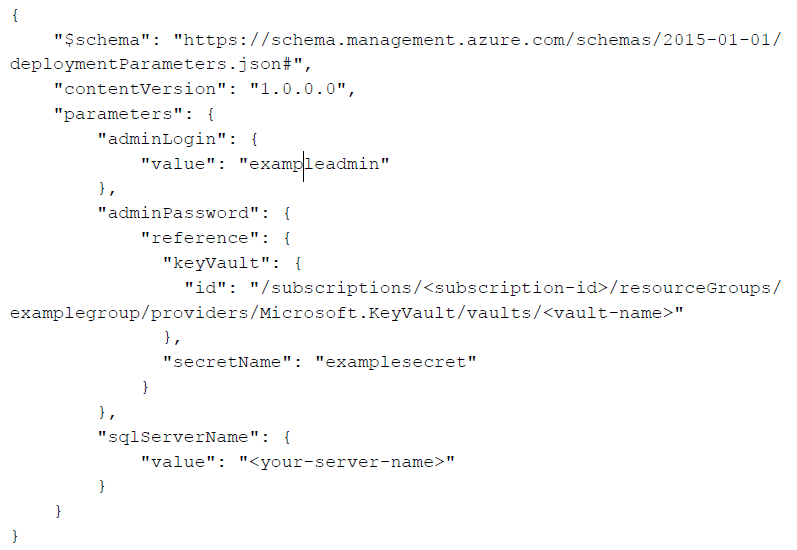 {
    "$schema": "https://schema.management.azure.com/schemas/2015-01-01/
deploymentParameters.json#",
    "contentVersion": "1.0.0.0",
    "parameters": {
        "adminLogin": {
            "value": "exampleadmin"
        },
        "adminPassword": {
            "reference": {
              "keyVault": {
                "id": "/subscriptions/<subscription-id>/resourceGroups/
examplegroup/providers/Microsoft.KeyVault/vaults/<vault-name>"
              },
              "secretName": "examplesecret"
            }
        },
        "sqlServerName": {
            "value": "<your-server-name>"
        }
    }
}